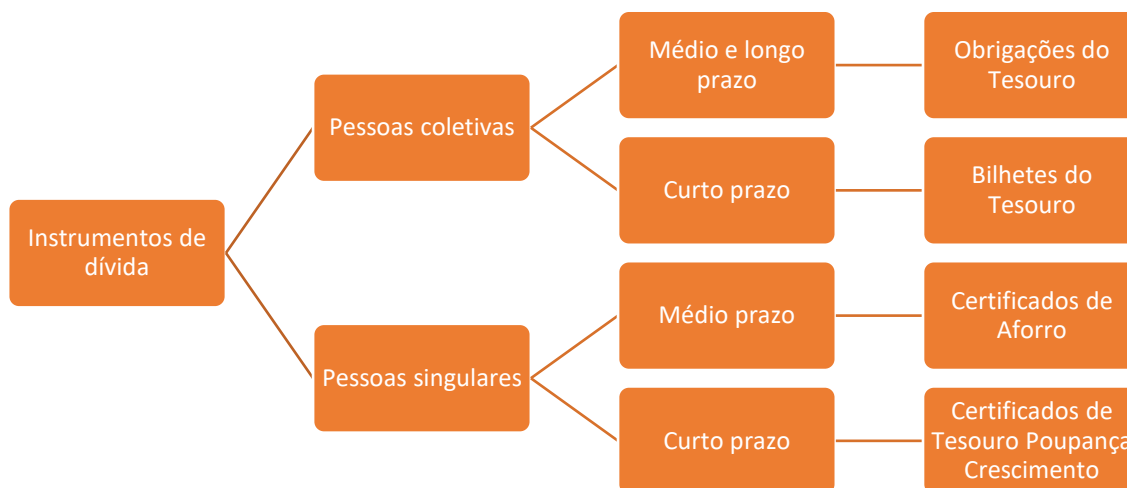 Instrumentos de
dívida
Pessoas coletivas
Médio e longo
prazo
Obrigações do
Tesouro
Curto prazo
Bilhetes do
Tesouro
Pessoas singulares
Médio prazo
Certificados de
Aforro
Curto prazo
Certificados de
Tesouro Poupança
Crescimento